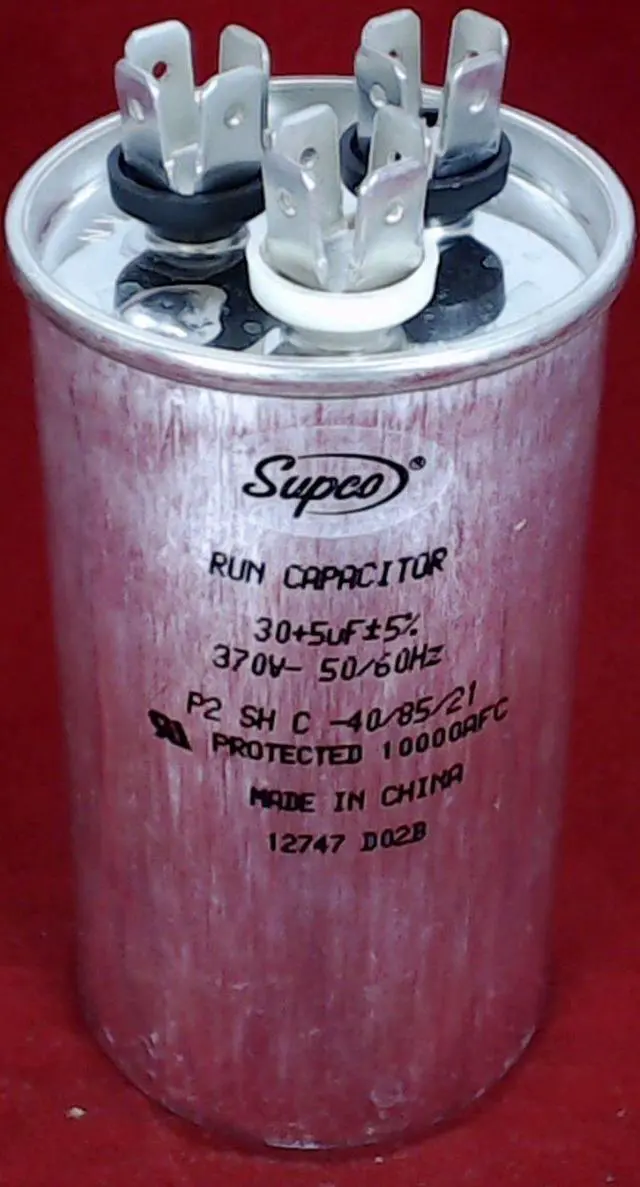 Supco®
RUN CAPACITOR
30+5uF±5%
370V~ 50/60Hz
P2 SH C -40/85/21
PROTECTED 10000AFC
MADE IN CHINA
12747 D02B